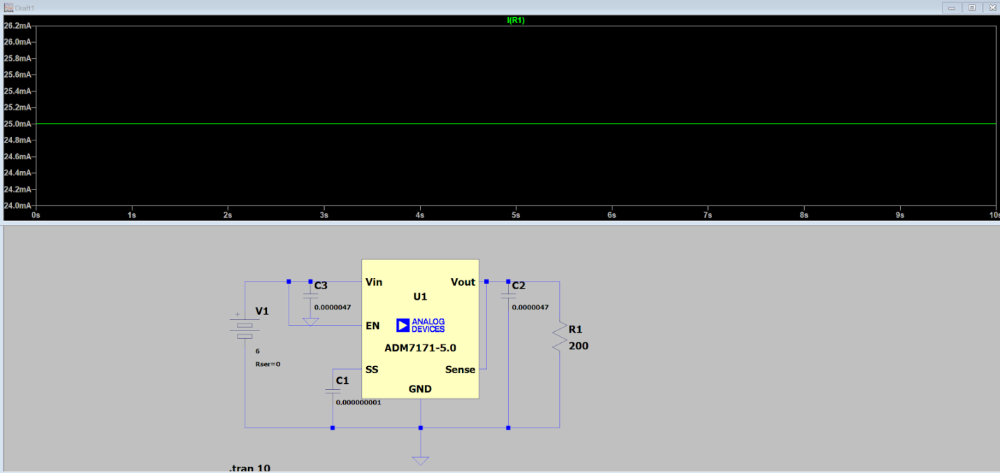 Draft1
I(R1)
26.2mA
26.0mA
25.8mA
25.6mA
25.4mA
25.2mA
25.0mA
24.8mA
24.6mA
24.4mA
24.2mA
24.0mA
0s 1s 2s 3s 4s 5s 6s 7s 8s 9s 10s
C3
0.0000047
Vin
Vout
U1
C2
0.0000047
+
V1
6
Rser=0
EN
ANALOG
DEVICES
ADM7171-5.0
R1
200
SS
Sense
C1
0.000000001
GND
.tran 10